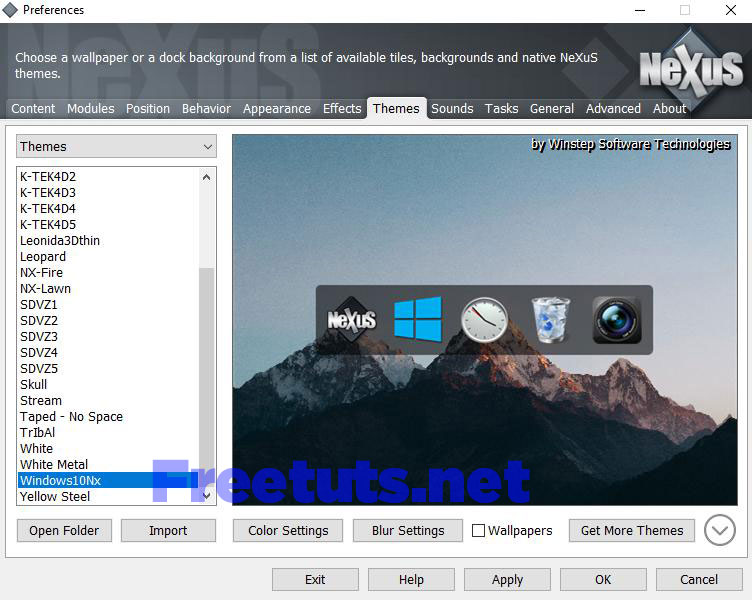 Preferences
Choose a wallpaper or a dock background from a list of available tiles, backgrounds and native NeXuS
themes.
NeXuS
Content Modules Position Behavior Appearance Effects Themes Sounds Tasks General Advanced About
Themes
by Winstep Software Technologies
K-TEK4D2
K-TEK4D3
K-TEK4D4
K-TEK4D5
Leonida3Dthin
Leopard
NX-Fire
NX-Lawn
SDVZ1
SDVZ2
SDVZ3
SDVZ4
SDVZ5
Skull
Stream
Taped - No Space
TrIbAl
White
White Metal
Windows10Nx
Yellow Steel
NeXuS
Freetuts.net
Open Folder Import Color Settings Blur Settings Wallpapers Get More Themes
Exit Help Apply OK Cancel